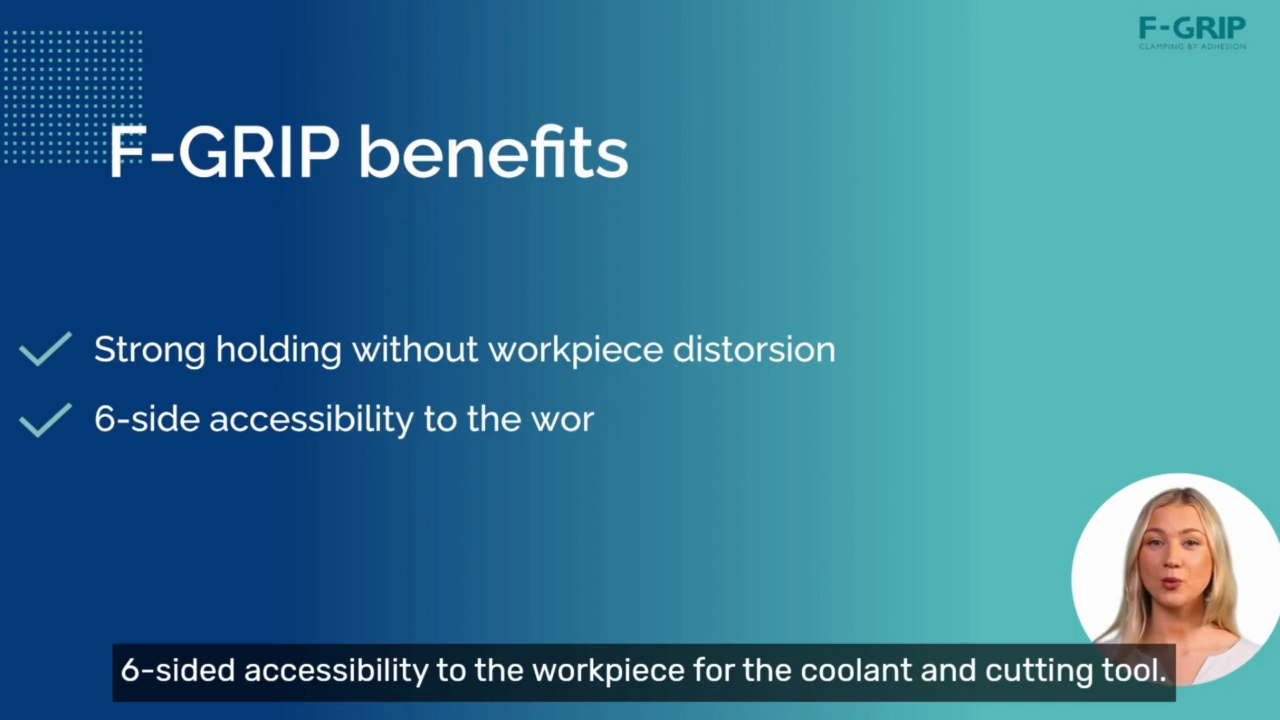 F-GRIP
CLAMPING BY ADHESION
F-GRIP benefits
Strong holding without workpiece distorsion
6-side accessibility to the wor
6-sided accessibility to the workpiece for the coolant and cutting tool.